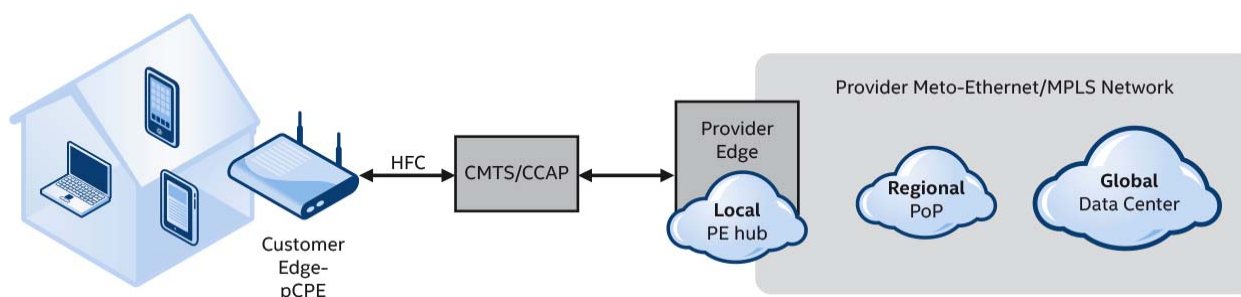 Customer
Edge-
pCPE
HFC
CMTS/CCAP
Provider
Edge
Local
PE hub
Provider Meto-Ethernet/MPLS Network
Regional
PoP
Global
Data Center